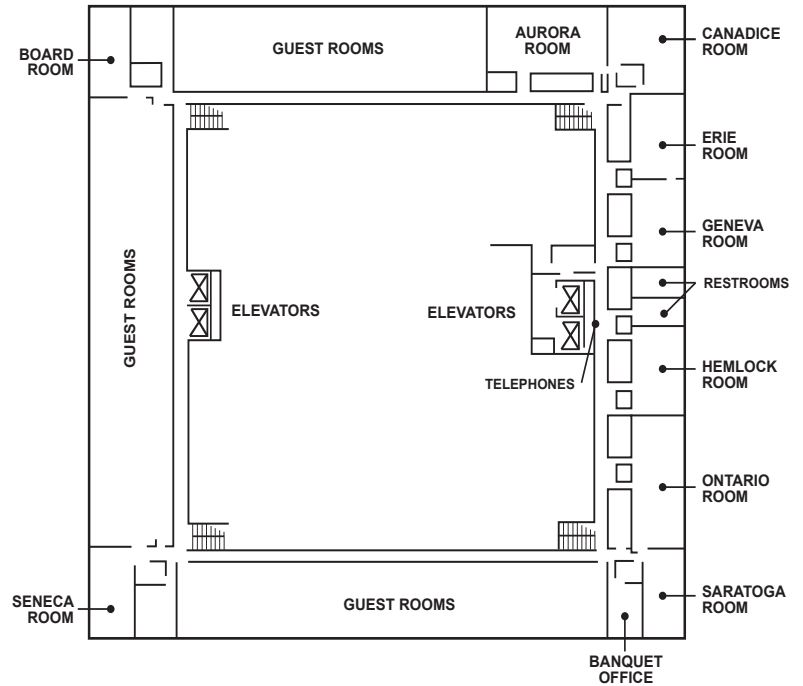 BOARD
ROOM
GUEST ROOMS
AURORA
ROOM
CANADICE
ROOM
ERIE
ROOM
GENEVA
ROOM
RESTROOMS
GUEST ROOMS
ELEVATORS
ELEVATORS
TELEPHONES
HEMLOCK
ROOM
ONTARIO
ROOM
SENECA
ROOM
GUEST ROOMS
SARATOGA
ROOM
BANQUET
OFFICE